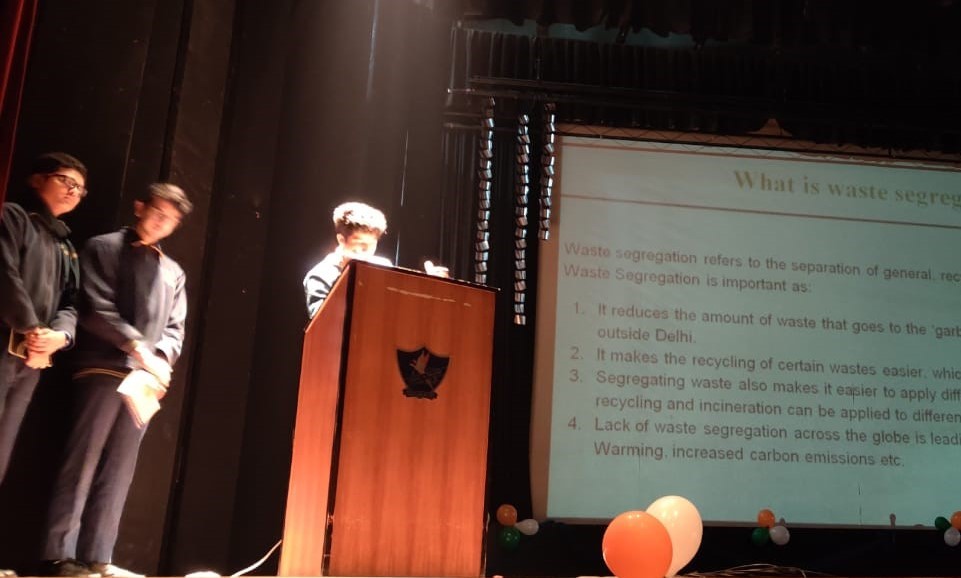 What is waste segreg
Waste segregation refers to the separation of general, rec
Waste Segregation is important as:
1. It reduces the amount of waste that goes to the 'garb
outside Delhi.
2. It makes the recycling of certain wastes easier, whic
3. Segregating waste also makes it easier to apply diff
recycling and incineration can be applied to differen
4. Lack of waste segregation across the globe is leadi
Warming, increased carbon emissions etc.